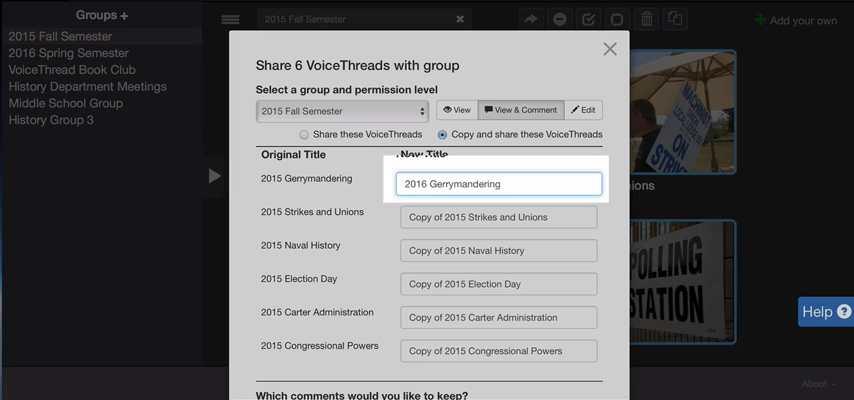 Groups +
2015 Fall Semester
2016 Spring Semester
VoiceThread Book Club
History Department Meetings
Middle School Group
History Group 3
2015 Fall Semester
Add your own
Share 6 VoiceThreads with group
Select a group and permission level
2015 Fall Semester
View
View & Comment
Edit
Share these VoiceThreads
Copy and share these VoiceThreads
Original Title
New Title
2015 Gerrymandering
2016 Gerrymandering
2015 Strikes and Unions
Copy of 2015 Strikes and Unions
2015 Naval History
Copy of 2015 Naval History
2015 Election Day
Copy of 2015 Election Day
2015 Carter Administration
Copy of 2015 Carter Administration
2015 Congressional Powers
Copy of 2015 Congressional Powers
Which comments would you like to keep?
ON
STRIKE
nions
POLLING
STATION
Help ?
About